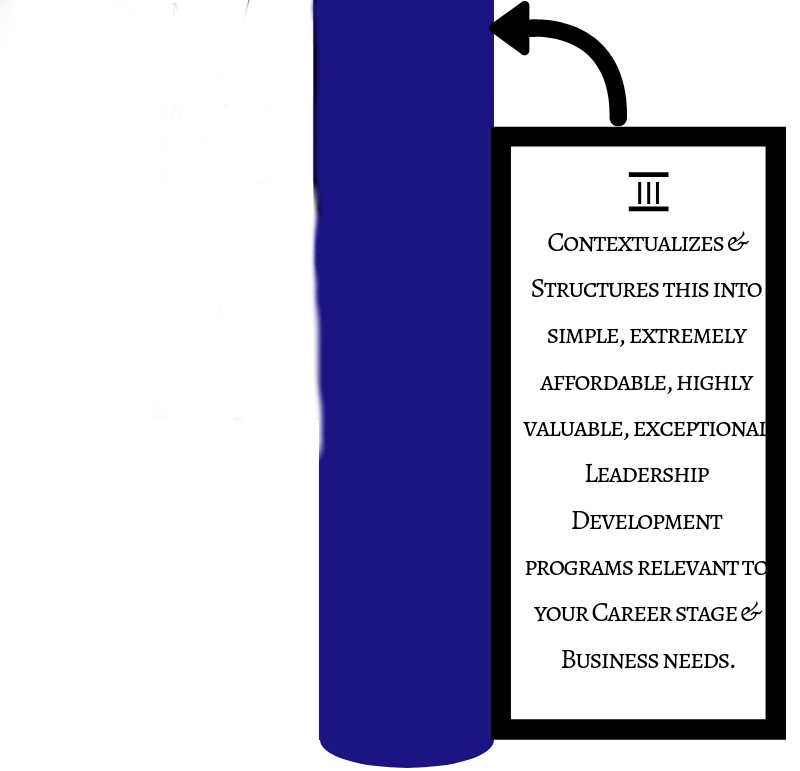 III
Contextualizes &
Structures this into
simple, extremely
affordable, highly
valuable, exceptional
Leadership
Development
programs relevant to
your Career stage &
Business needs.